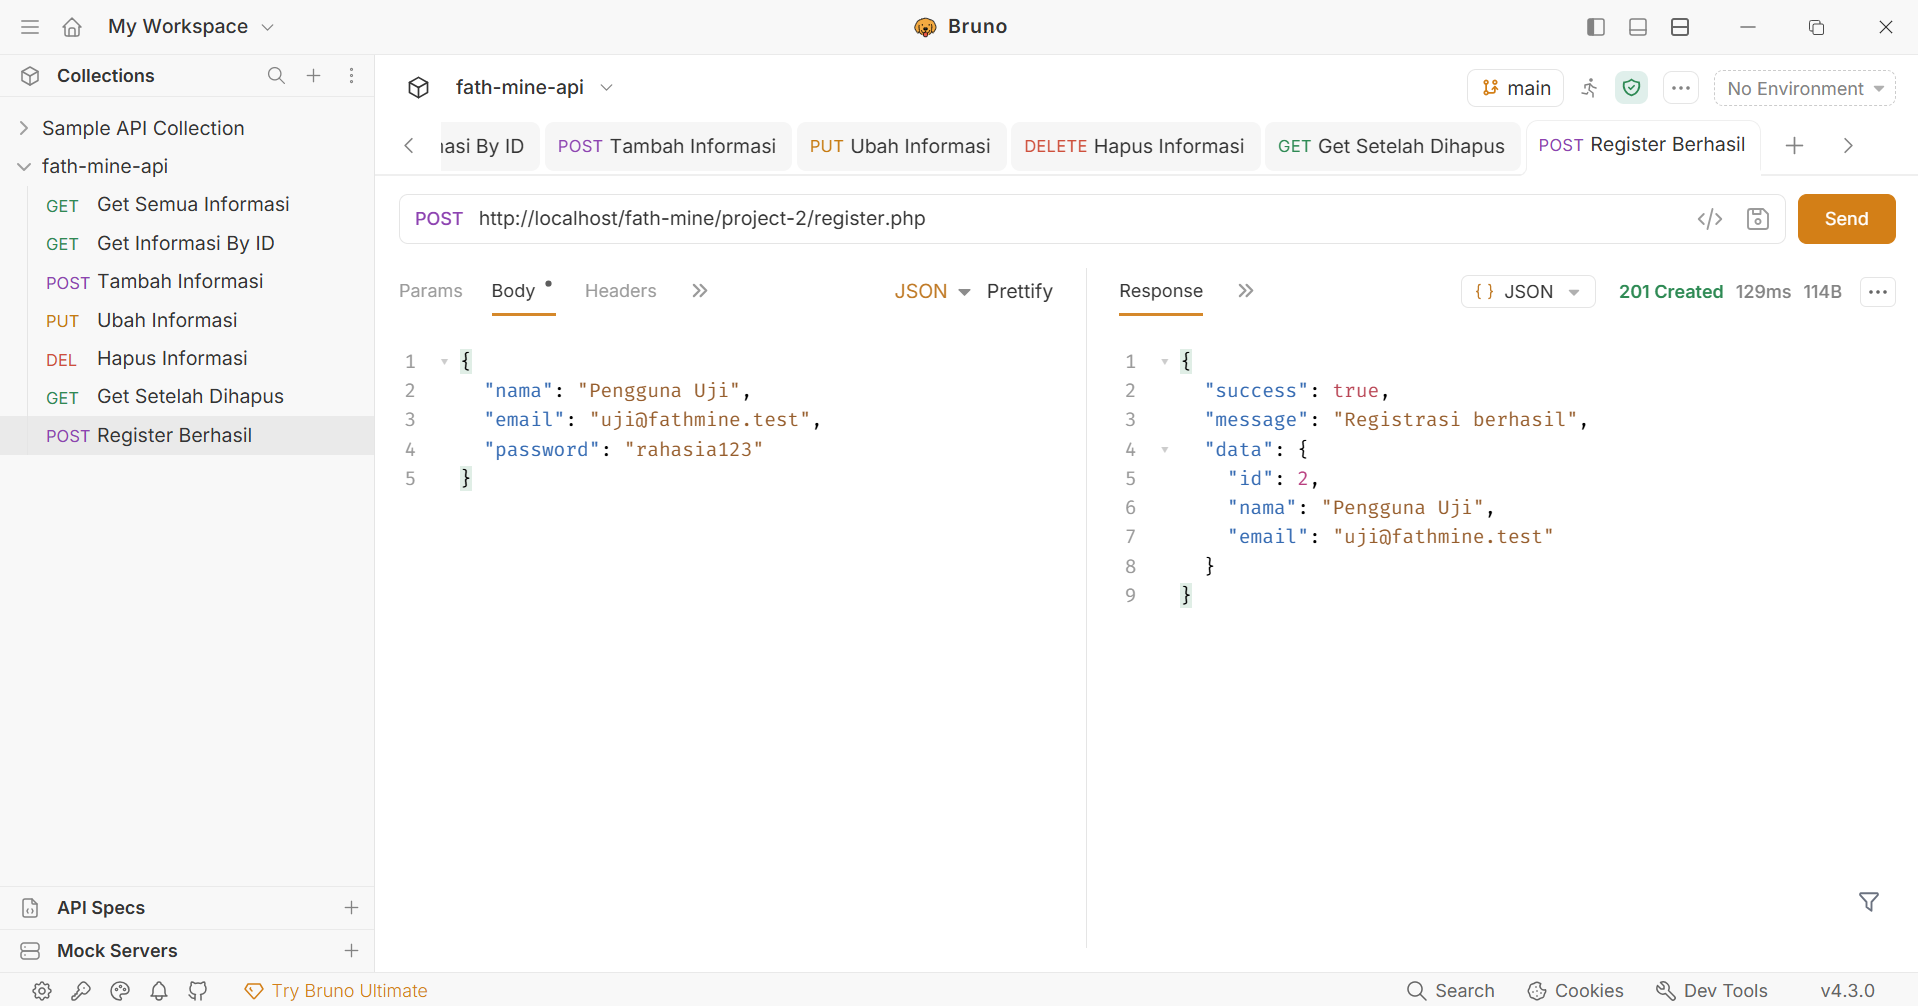 My Workspace
Bruno
Collections
fath-mine-api
main
No Environment
Sample API Collection
fath-mine-api
GET Get Semua Informasi
GET Get Informasi By ID
POST Tambah Informasi
PUT Ubah Informasi
DEL Hapus Informasi
GET Get Setelah Dihapus
POST Register Berhasil
By ID
POST Tambah Informasi
PUT Ubah Informasi
DELETE Hapus Informasi
GET Get Setelah Dihapus
POST Register Berhasil
POST http://localhost/fath-mine/project-2/register.php
Send
Params Body Headers JSON Prettify
1 {
2 "nama": "Pengguna Uji",
3 "email": "uji@fathmine.test",
4 "password": "rahasia123"
5 }
Response { } JSON 201 Created 129ms 114B
1 {
2 "success": true,
3 "message": "Registrasi berhasil",
4 "data": {
5 "id": 2,
6 "nama": "Pengguna Uji",
7 "email": "uji@fathmine.test"
8 }
9 }
API Specs
Mock Servers
Try Bruno Ultimate
Search
Cookies
Dev Tools
v4.3.0